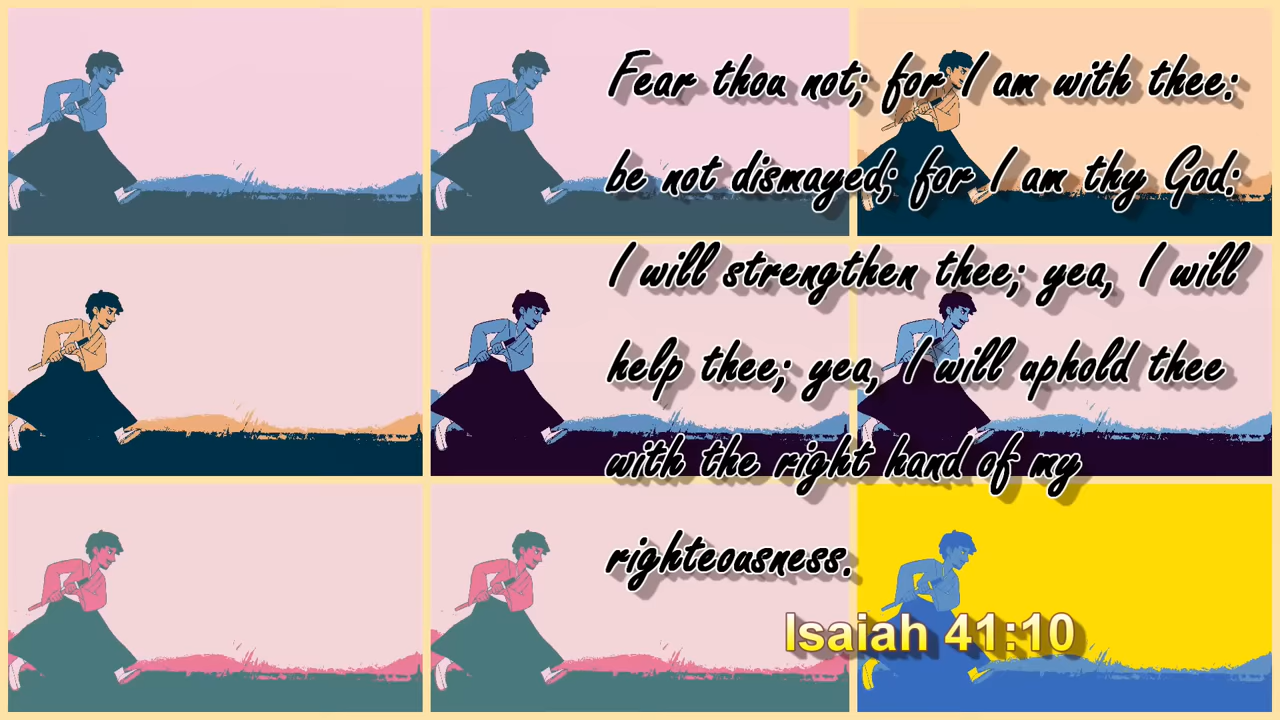 Fear thou not; for I am with thee:
be not dismayed; for I am thy God:
I will strengthen thee; yea, I will
help thee; yea, I will uphold thee
with the right hand of my
righteousness.
Isaiah 41:10